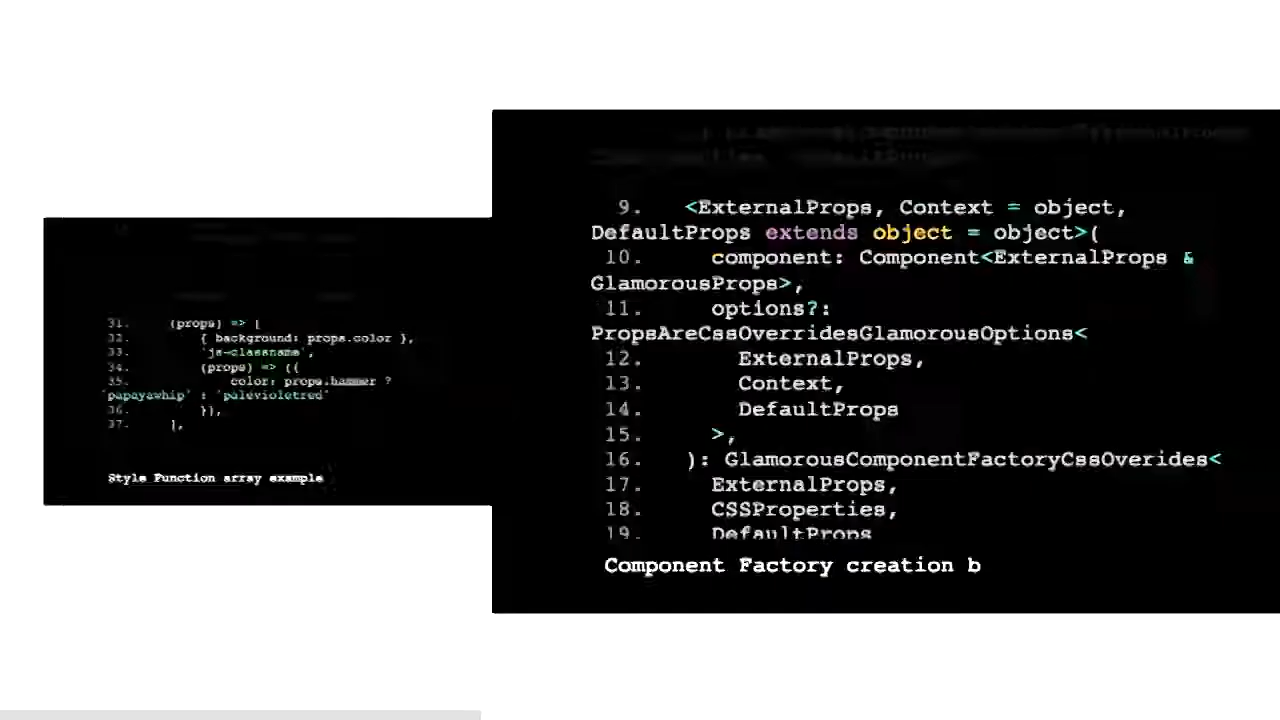 31. (props) => [
32. { background: props.color },
33. 'js-classname',
34. (props) => ({
35. color: props.hammer ?
'papayawhip' : 'palevioletred'
36. }),
37. ],
Style Function array example
9. <ExternalProps, Context = object,
DefaultProps extends object = object>(
10. component: Component<ExternalProps &
GlamorousProps>,
11. options?:
PropsAreCssOverridesGlamorousOptions<
12. ExternalProps,
13. Context,
14. DefaultProps
15. >,
16. ): GlamorousComponentFactoryCssOverides<
17. ExternalProps,
18. CSSProperties,
19. DefaultProps
Component Factory creation b